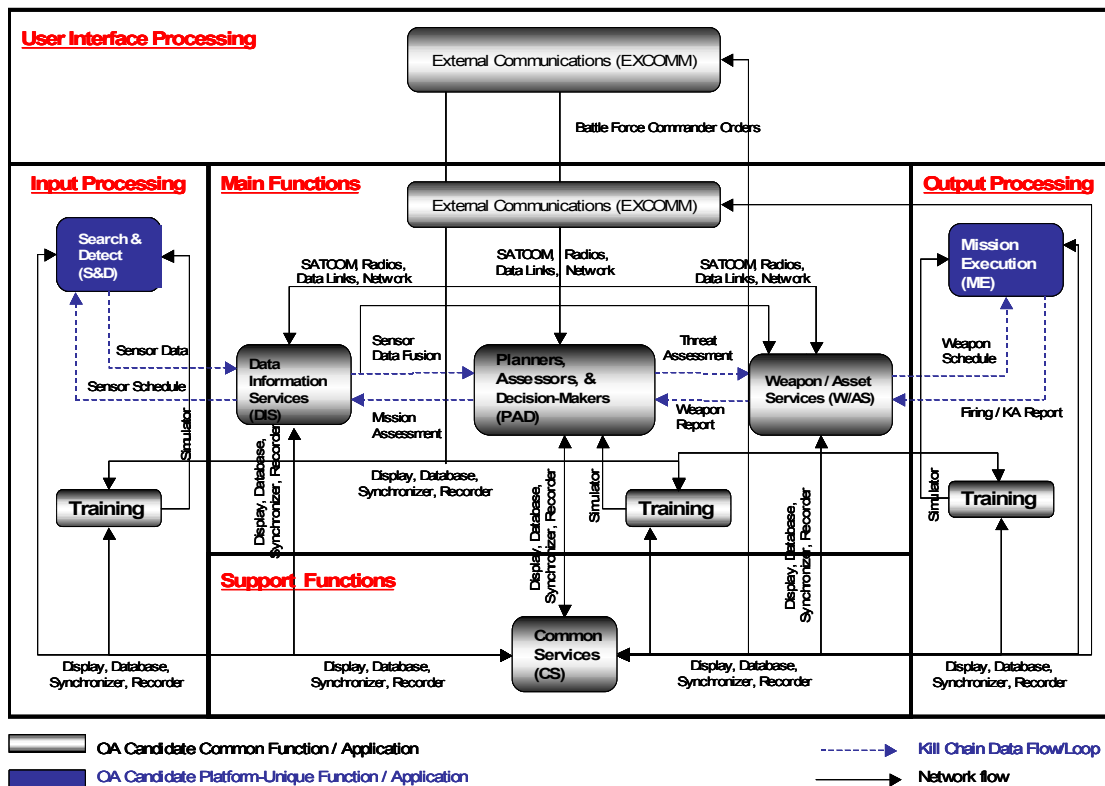 User Interface Processing
External Communications (EXCOMM)
Battle Force Commander Orders
Input Processing
Main Functions
Output Processing
External Communications (EXCOMM)
Search &
Detect
(S&D)
Mission
Execution
(ME)
SATCOM, Radios,
Data Links, Network
SATCOM, Radios,
Data Links, Network
SATCOM, Radios,
Data Links, Network
Sensor Data
Sensor Schedule
Data
Information
Services
(DIS)
Sensor
Data Fusion
Mission
Assessment
Planners,
Assessors, &
Decision-Makers
(PAD)
Threat
Assessment
Weapon
Report
Weapon / Asset
Services (W/AS)
Weapon
Schedule
Firing / KA Report
Simulator
Display, Database,
Synchronizer, Recorder
Display, Database,
Synchronizer, Recorder
Display, Database,
Synchronizer, Recorder
Simulator
Display, Database,
Synchronizer, Recorder
Simulator
Training
Training
Training
Support Functions
Common
Services
(CS)
Display, Database,
Synchronizer, Recorder
Display, Database,
Synchronizer, Recorder
Display, Database,
Synchronizer, Recorder
Display, Database,
Synchronizer, Recorder
OA Candidate Common Function / Application
Kill Chain Data Flow/Loop
OA Candidate Platform-Unique Function / Application
Network flow